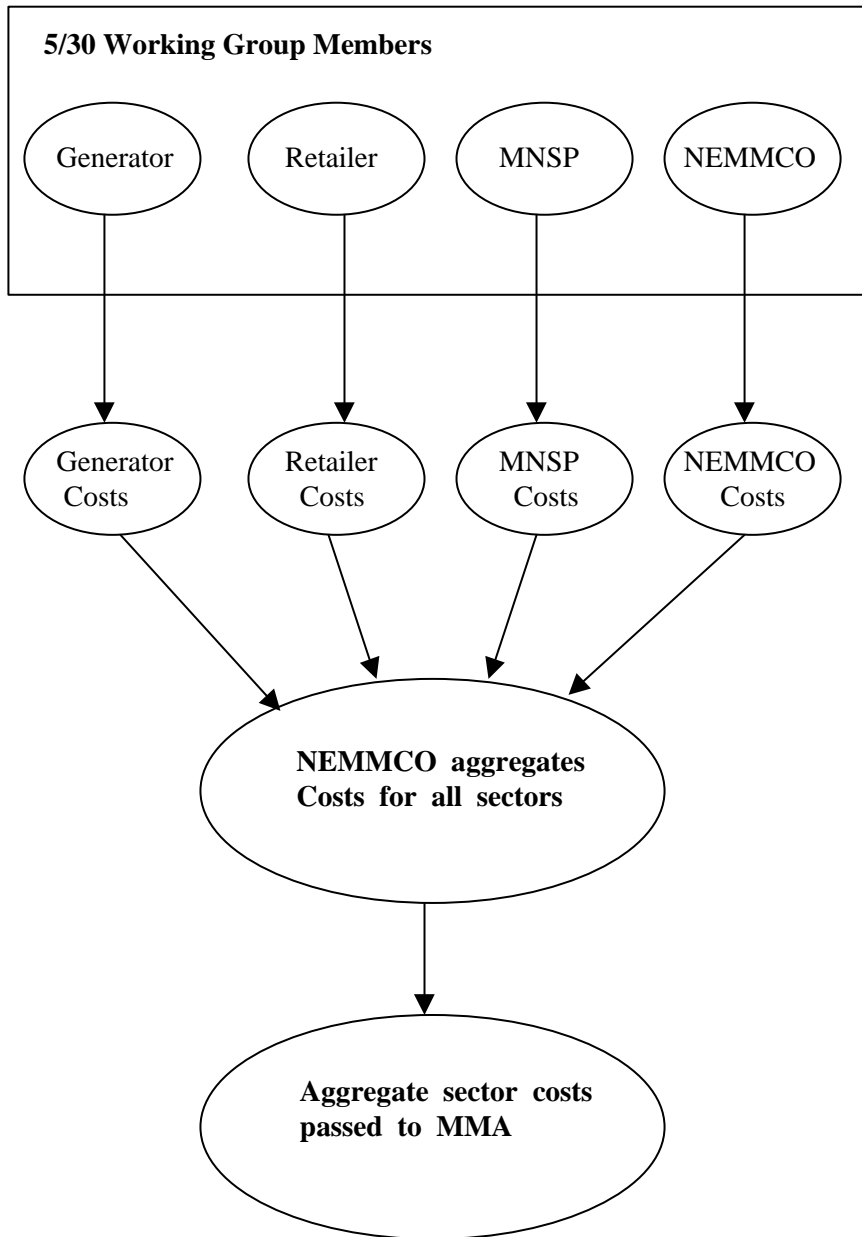 5/30 Working Group Members
Generator
Retailer
MNSP
NEMMCO
Generator
Costs
Retailer
Costs
MNSP
Costs
NEMMCO
Costs
NEMMCO aggregates
Costs for all sectors
Aggregate sector costs
passed to MMA